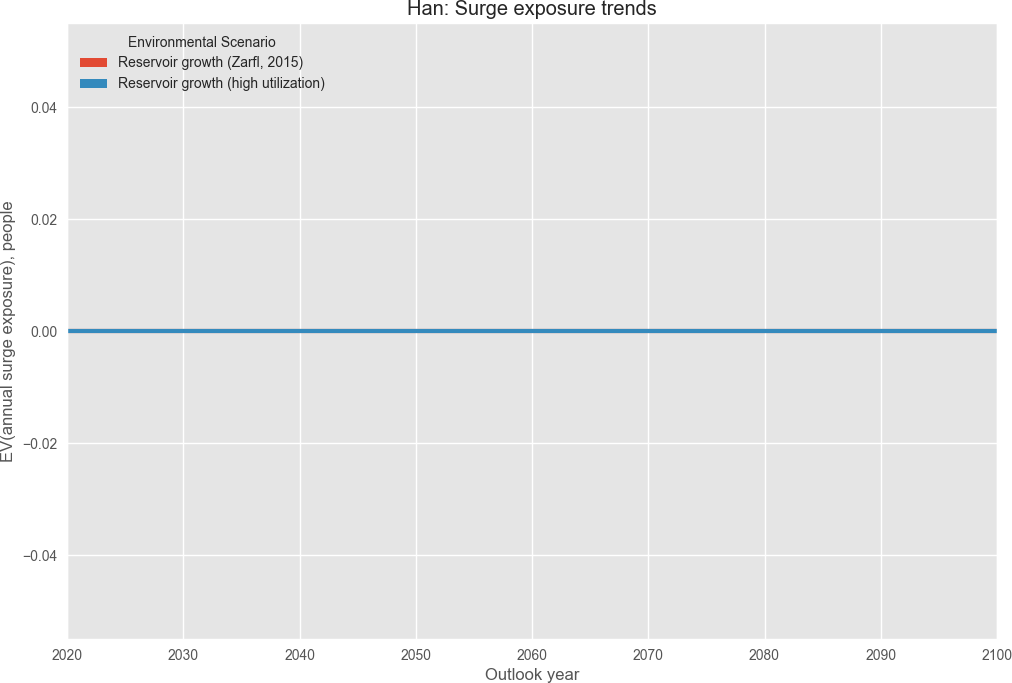 Han: Surge exposure trends
Environmental Scenario
Reservoir growth (Zarfl, 2015)
Reservoir growth (high utilization)
EV(annual surge exposure), people
0.04
0.02
0.00
−0.02
−0.04
2020 2030 2040 2050 2060 2070 2080 2090 2100
Outlook year